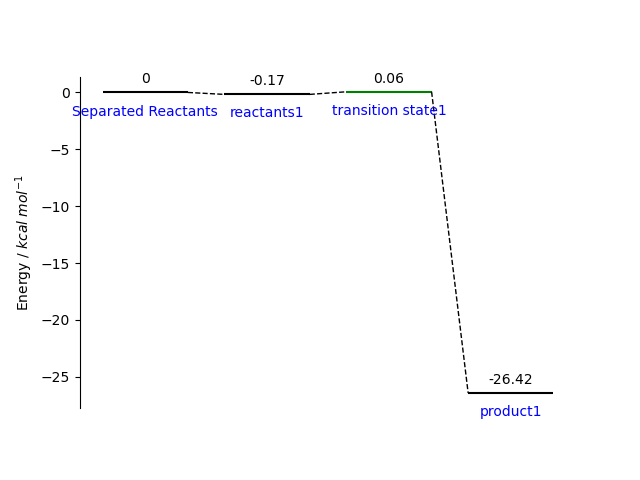 0
-0.17
0.06
Separated Reactants
reactants1
transition state1
-26.42
product1
0
−5
−10
−15
−20
−25
Energy / kcal mol⁻¹